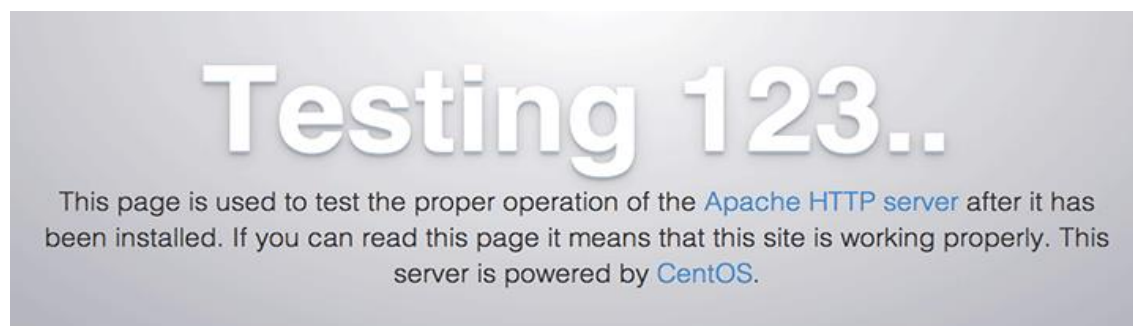 Testing 123..
This page is used to test the proper operation of the Apache HTTP server after it has
been installed. If you can read this page it means that this site is working properly. This
server is powered by CentOS.